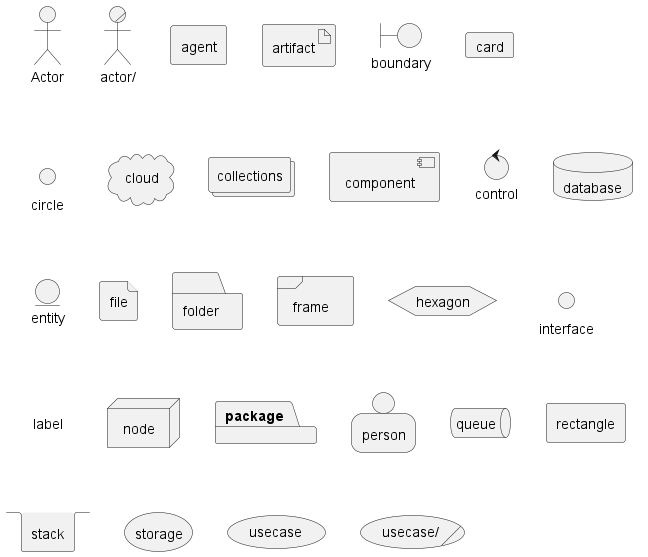 Actor
actor/
agent
artifact
boundary
card
circle
cloud
collections
component
control
database
entity
file
folder
frame
hexagon
interface
label
node
package
person
queue
rectangle
stack
storage
usecase
usecase/